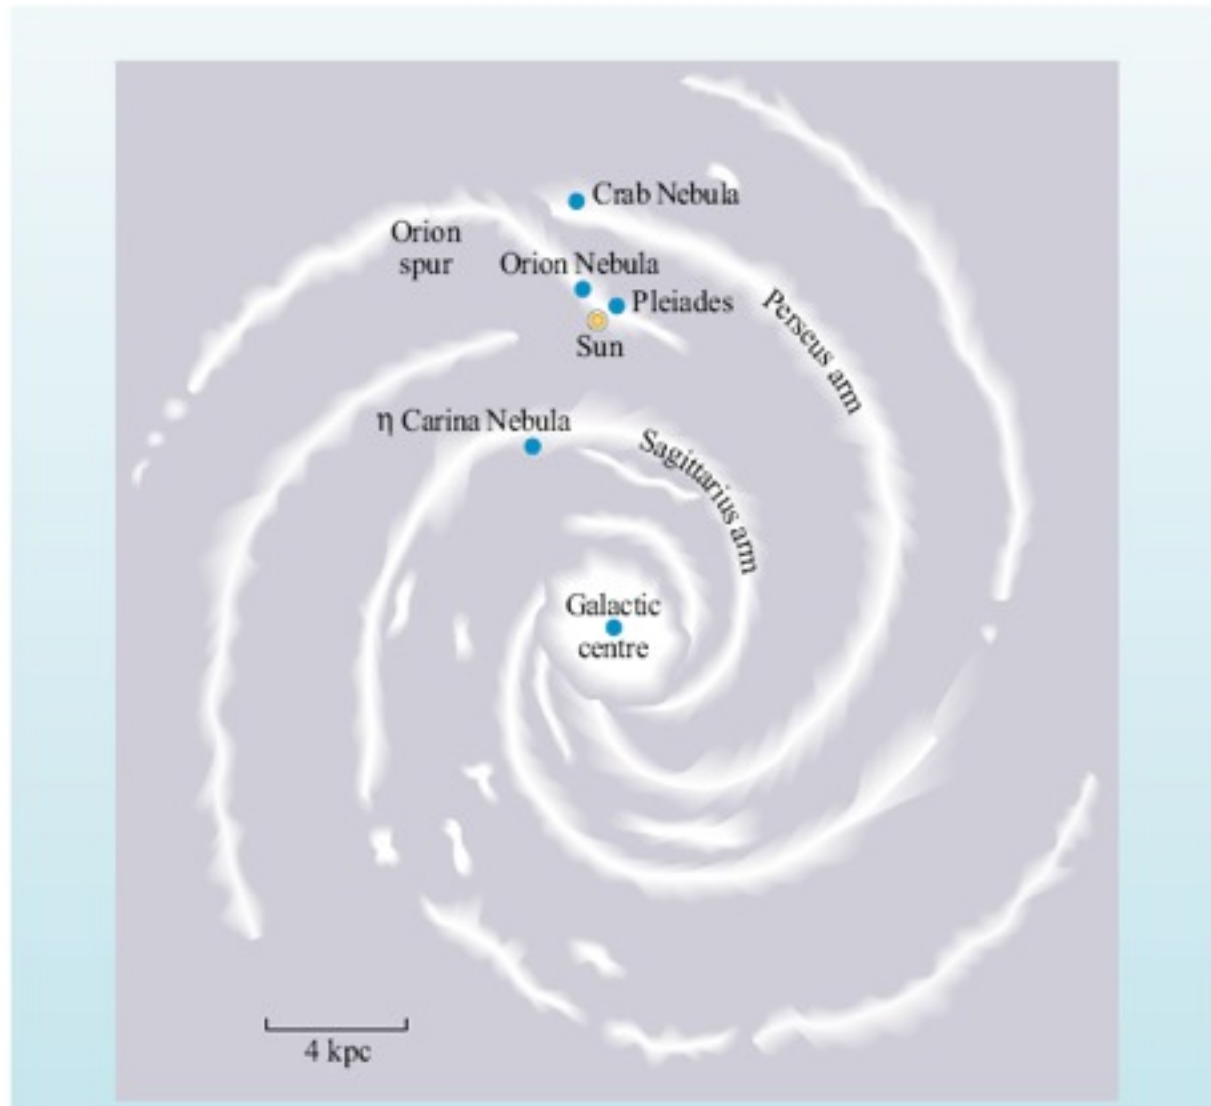 Crab Nebula
Orion
spur
Orion Nebula
Pleiades
Sun
Perseus arm
η Carina Nebula
Sagittarius arm
Galactic
centre
4 kpc